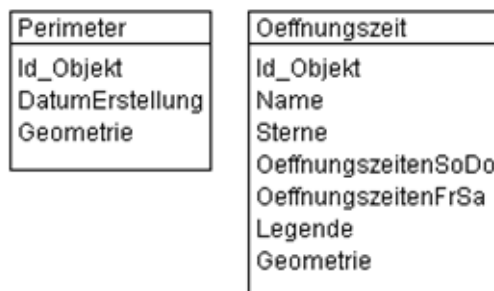 Perimeter
Id_Objekt
DatumErstellung
Geometrie
Oeffnungszeit
Id_Objekt
Name
Sterne
OeffnungszeitenSoDo
OeffnungszeitenFrSa
Legende
Geometrie